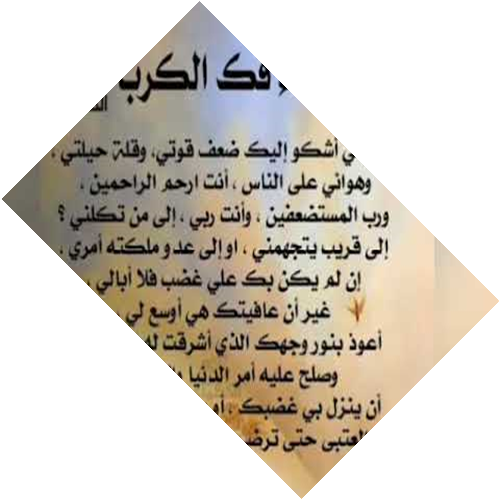 فك الكرب
أشكو إليك ضعف قوتي، وقلة حيلتي ،
وهواني على الناس ، أنت ارحم الراحمين ،
ورب المستضعفين ، وأنت ربي ، إلى من تكلني ؟
إلى قريب يتجهمني ، او إلى عدو ملكته أمري ،
إن لم يكن بك علي غضب فلا أبالي ،
غير أن عافيتك هي أوسع لي ،
أعوذ بنور وجهك الذي أشرقت له
وصلح عليه أمر الدنيا
أن ينزل بي غضبك ،
العتبى حتى